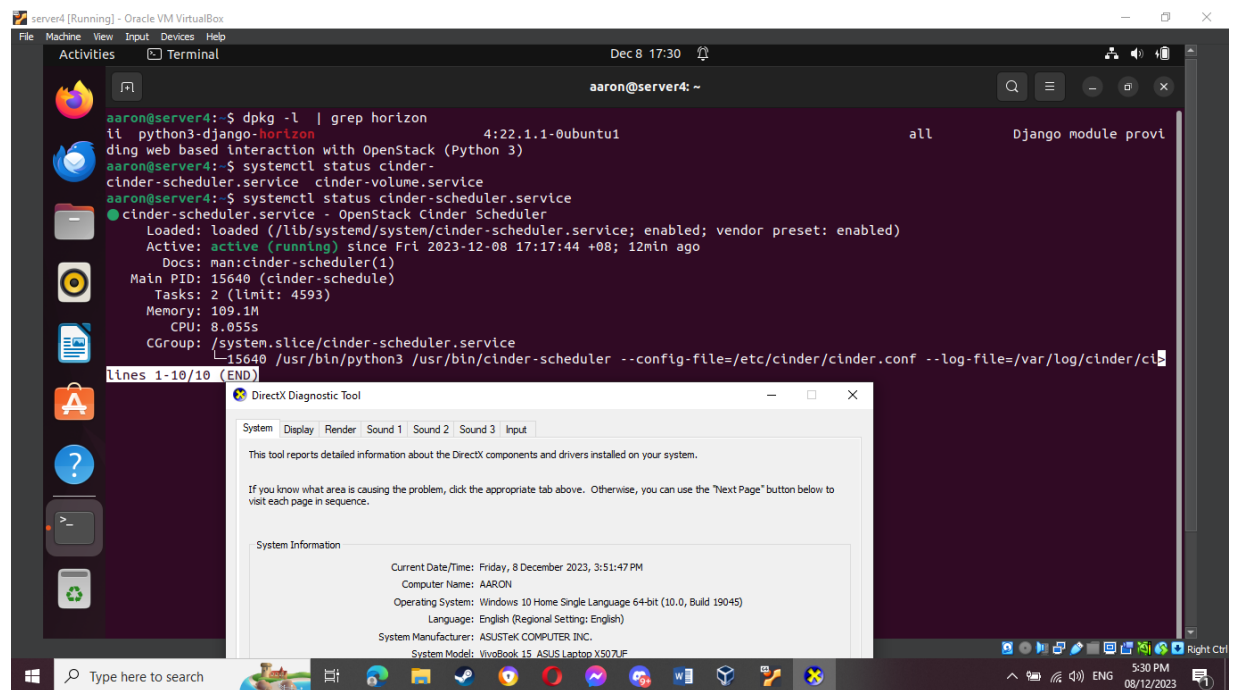 server4 [Running] - Oracle VM VirtualBox
File Machine View Input Devices Help
Activities Terminal Dec 8 17:30
aaron@server4: ~
aaron@server4:~$ dpkg -l | grep horizon
ii python3-django-horizon 4:22.1.1-0ubuntu1 all Django module provi
ding web based interaction with OpenStack (Python 3)
aaron@server4:~$ systemctl status cinder-
cinder-scheduler.service cinder-volume.service
aaron@server4:~$ systemctl status cinder-scheduler.service
cinder-scheduler.service - OpenStack Cinder Scheduler
Loaded: loaded (/lib/systemd/system/cinder-scheduler.service; enabled; vendor preset: enabled)
Active: active (running) since Fri 2023-12-08 17:17:44 +08; 12min ago
Docs: man:cinder-scheduler(1)
Main PID: 15640 (cinder-schedule)
Tasks: 2 (limit: 4593)
Memory: 109.1M
CPU: 8.055s
CGroup: /system.slice/cinder-scheduler.service
└─15640 /usr/bin/python3 /usr/bin/cinder-scheduler --config-file=/etc/cinder/cinder.conf --log-file=/var/log/cinder/ci>
lines 1-10/10 (END)
DirectX Diagnostic Tool
System Display Render Sound 1 Sound 2 Sound 3 Input
This tool reports detailed information about the DirectX components and drivers installed on your system.
If you know what area is causing the problem, click the appropriate tab above. Otherwise, you can use the "Next Page" button below to
visit each page in sequence.
System Information
Current Date/Time: Friday, 8 December 2023, 3:51:47 PM
Computer Name: AARON
Operating System: Windows 10 Home Single Language 64-bit (10.0, Build 19045)
Language: English (Regional Setting: English)
System Manufacturer: ASUSTeK COMPUTER INC.
System Model: VivoBook 15_ASUS Laptop X507UF
Right Ctrl
Type here to search
ENG
5:30 PM
08/12/2023
1